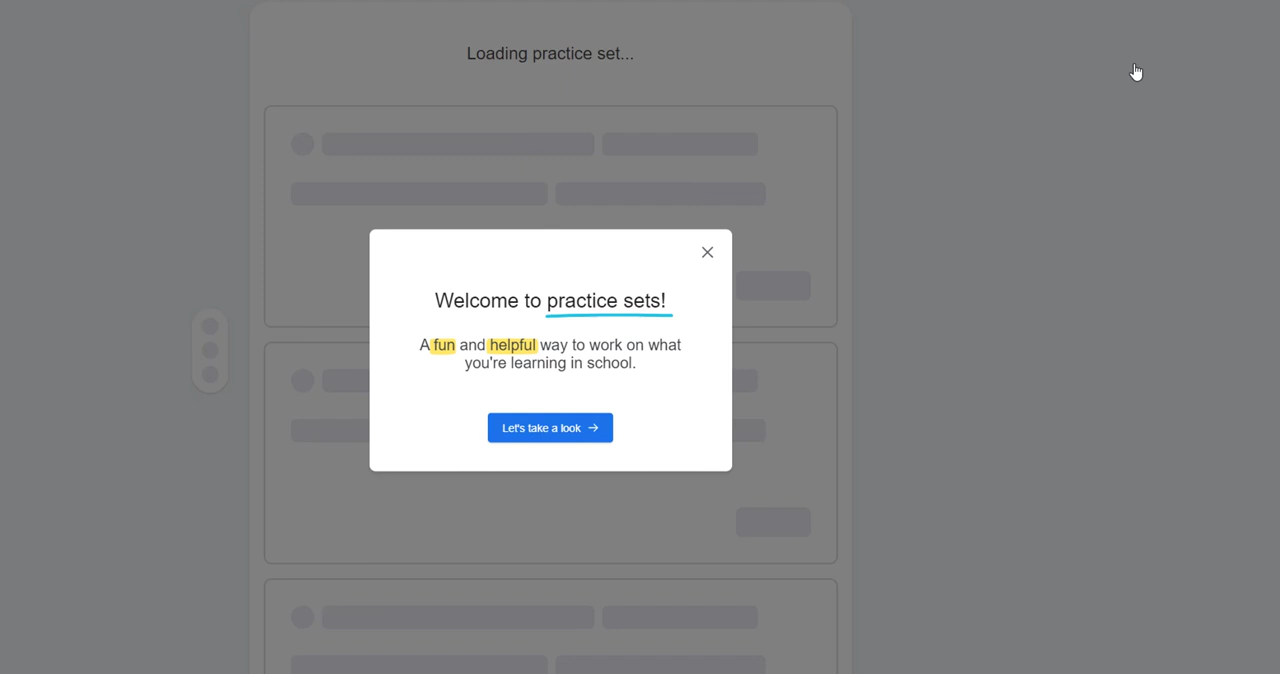 Loading practice set...
Welcome to practice sets!
A fun and helpful way to work on what
you're learning in school.
Let's take a look